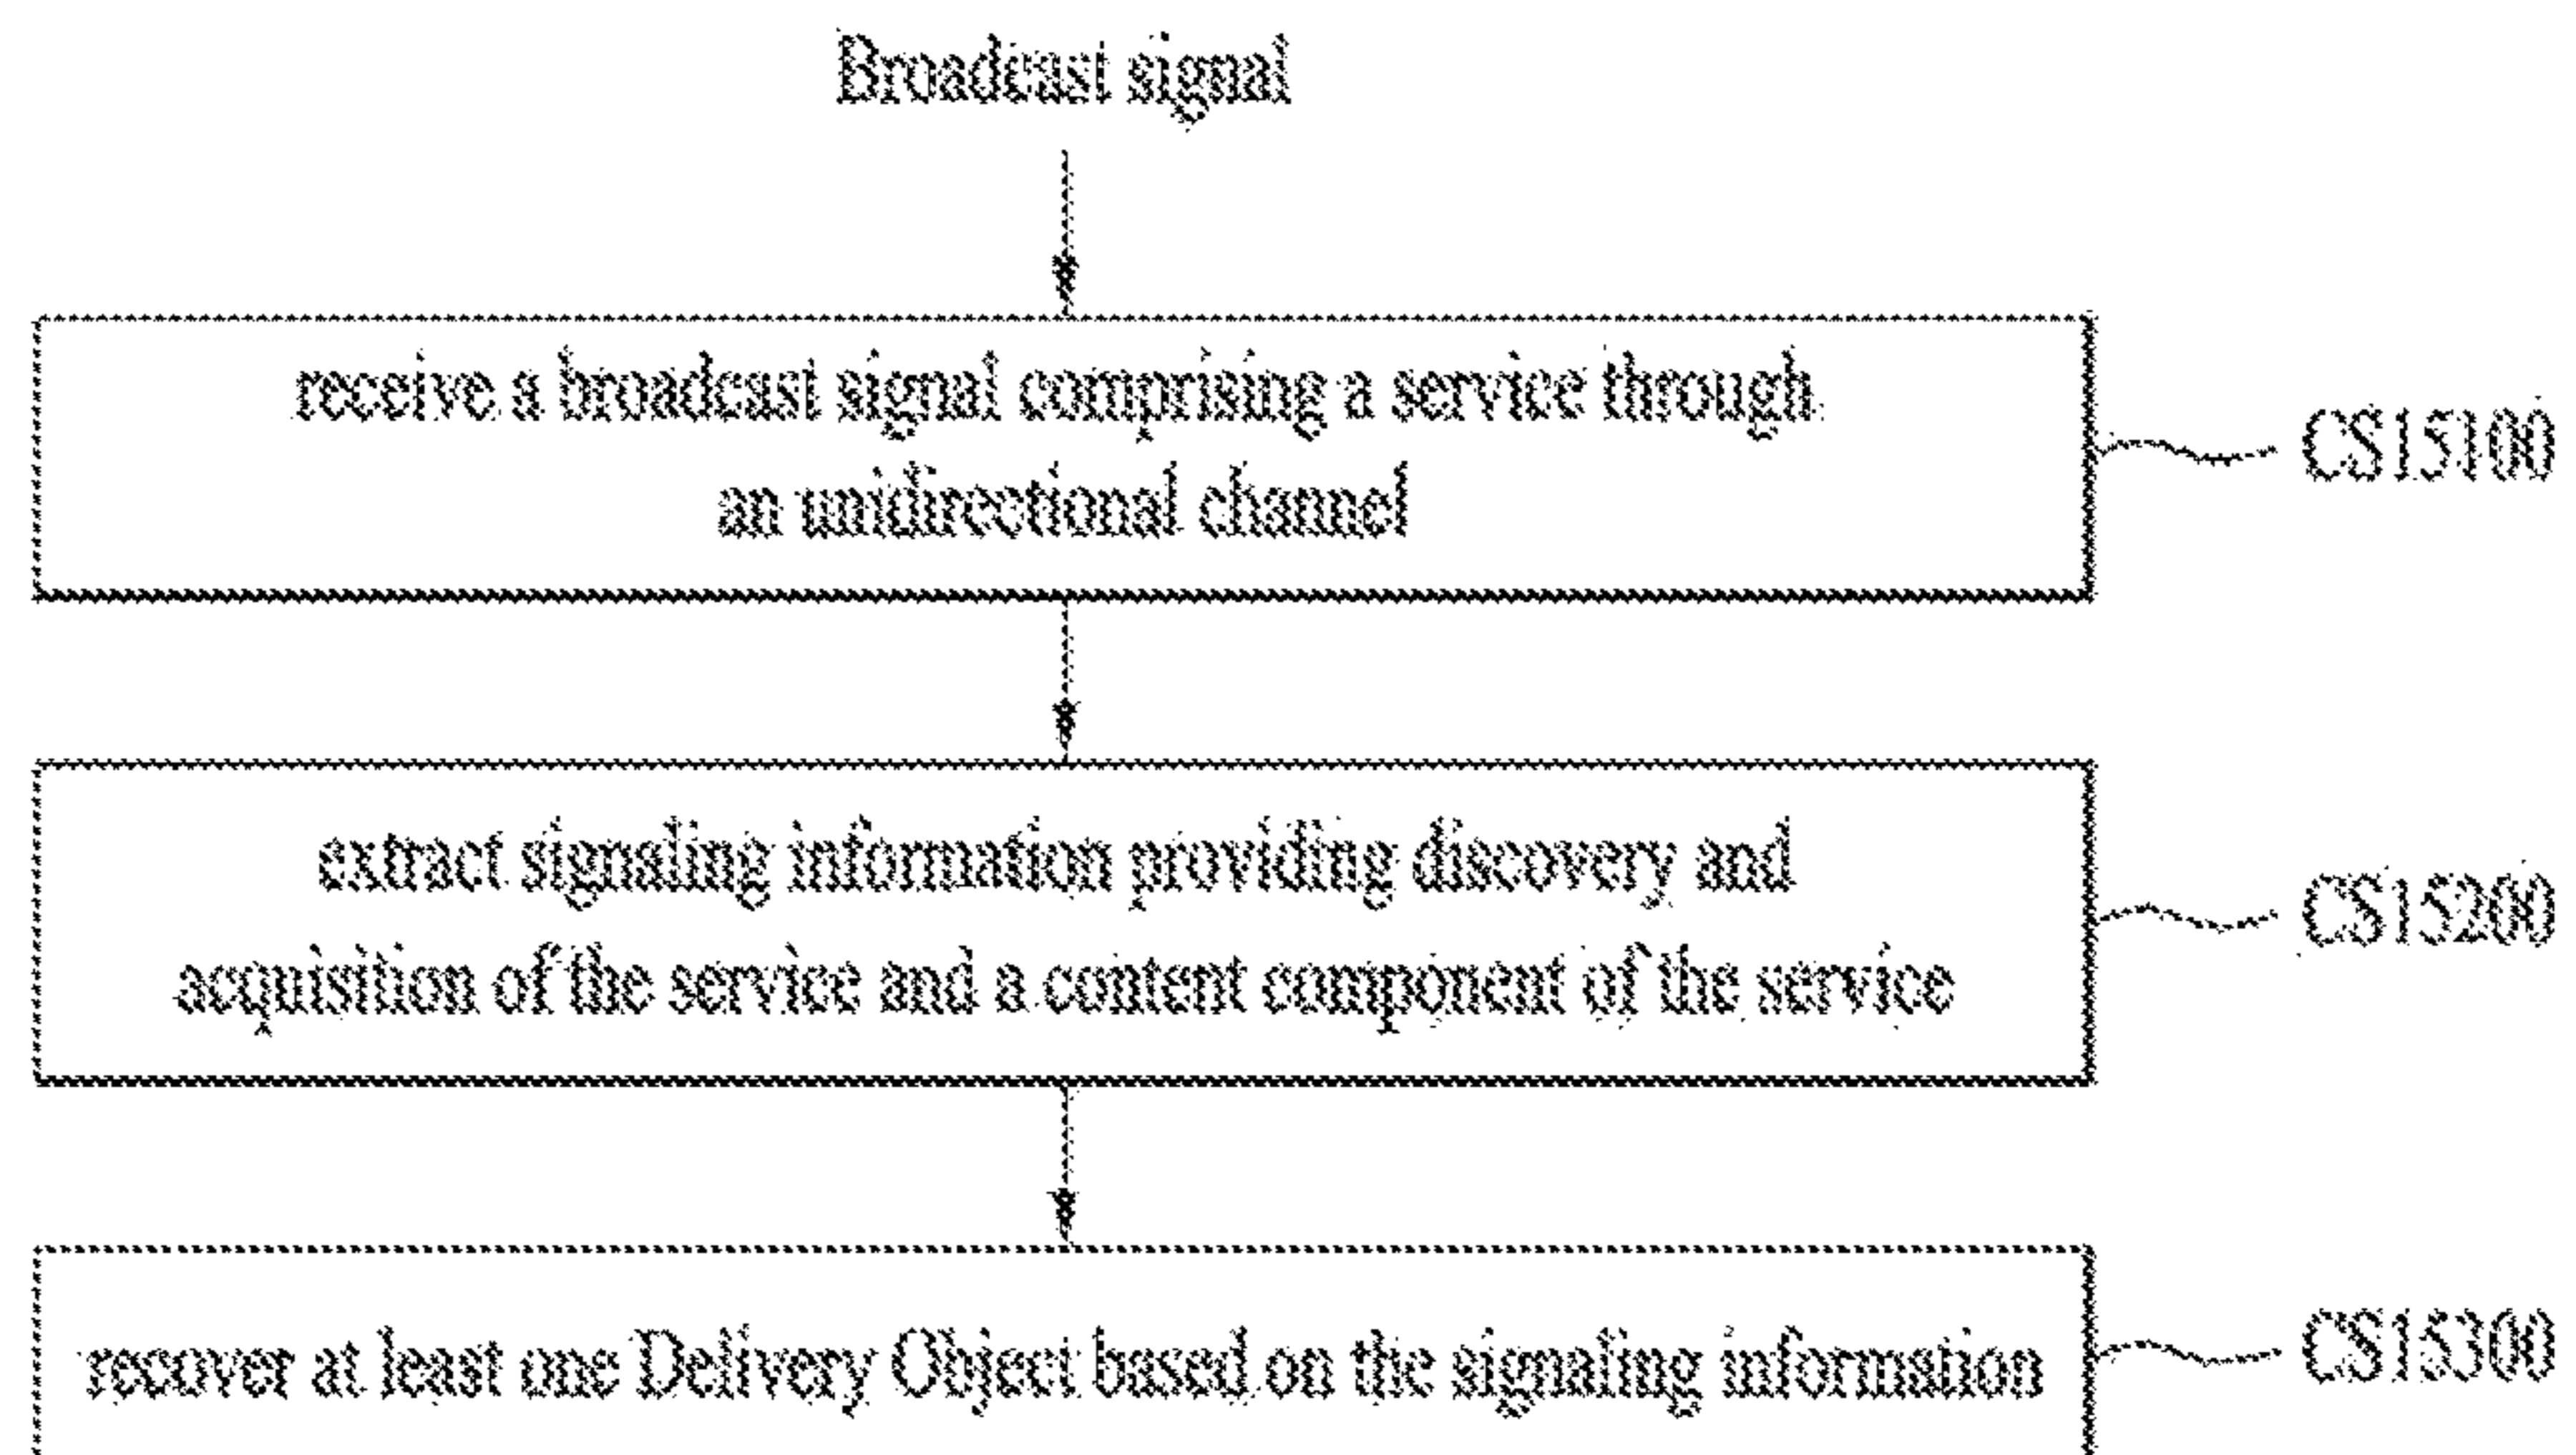 Broadcast signal
receive a broadcast signal comprising a service through
an unidirectional channel
CS15100
extract signaling information providing discovery and
acquisition of the service and a content component of the service
CS15200
recover at least one Delivery Object based on the signaling information
CS15300